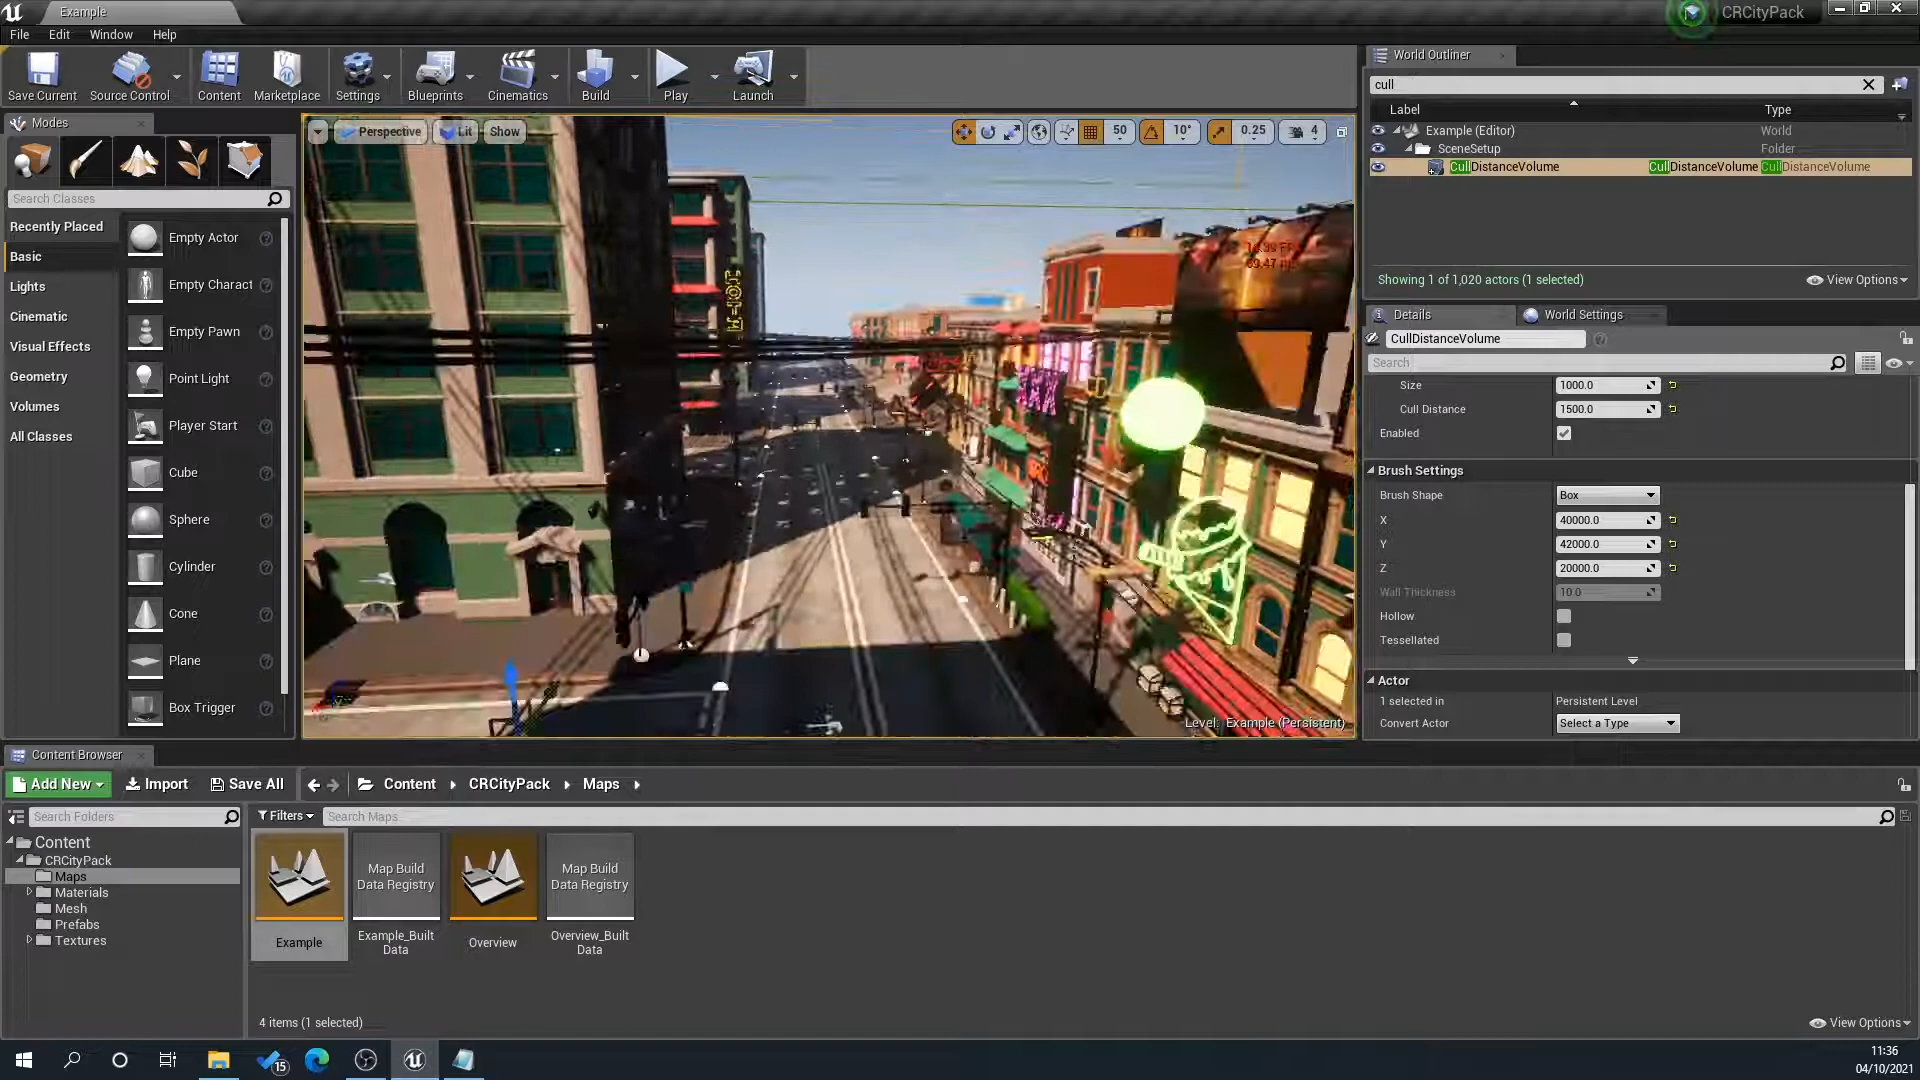 Example
CRCityPack
File Edit Window Help
Save Current
Source Control
Content
Marketplace
Settings
Blueprints
Cinematics
Build
Play
Launch
Modes
Search Classes
Recently Placed
Basic
Lights
Cinematic
Visual Effects
Geometry
Volumes
All Classes
Empty Actor
Empty Charact
Empty Pawn
Point Light
Player Start
Cube
Sphere
Cylinder
Cone
Plane
Box Trigger
Perspective Lit Show
50 10° 0.25 4
HOTEL
Level: Example (Persistent)
World Outliner
cull
Label Type
Example (Editor) World
SceneSetup Folder
CullDistanceVolume CullDistanceVolume CullDistanceVolume
Showing 1 of 1,020 actors (1 selected)
View Options
Details World Settings
CullDistanceVolume
Search
Size 1000.0
Cull Distance 1500.0
Enabled
Brush Settings
Brush Shape Box
X 40000.0
Y 42000.0
Z 20000.0
Wall Thickness 10.0
Hollow
Tessellated
Actor
1 selected in Persistent Level
Convert Actor Select a Type
Content Browser
Add New Import Save All Content CRCityPack Maps
Search Folders
Filters Search Maps
Content
CRCityPack
Maps
Materials
Mesh
Prefabs
Textures
Map Build
Data Registry
Map Build
Data Registry
Example
Example_Built
Data
Overview
Overview_Built
Data
4 items (1 selected)
View Options
15
11:36
04/10/2021